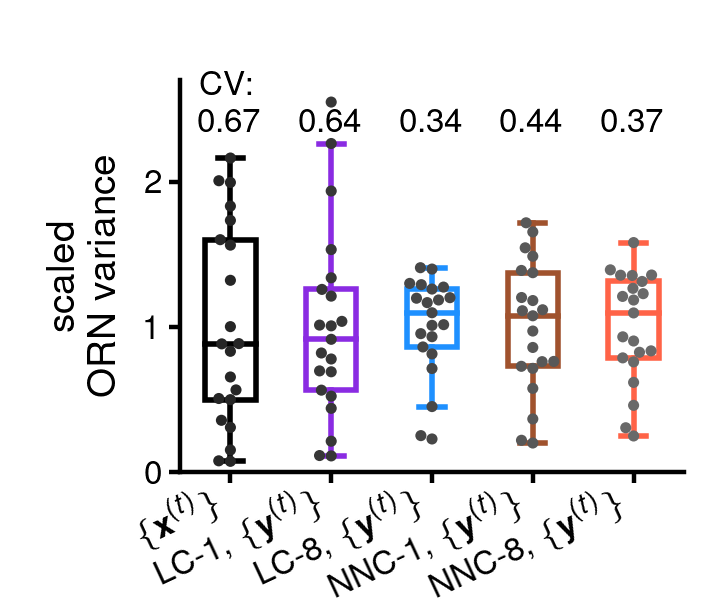 CV:
0.67 0.64 0.34 0.44 0.37
scaled
ORN variance
2
1
0
{x^(t)}
LC-1, {y^(t)}
LC-8, {y^(t)}
NNC-1, {y^(t)}
NNC-8, {y^(t)}